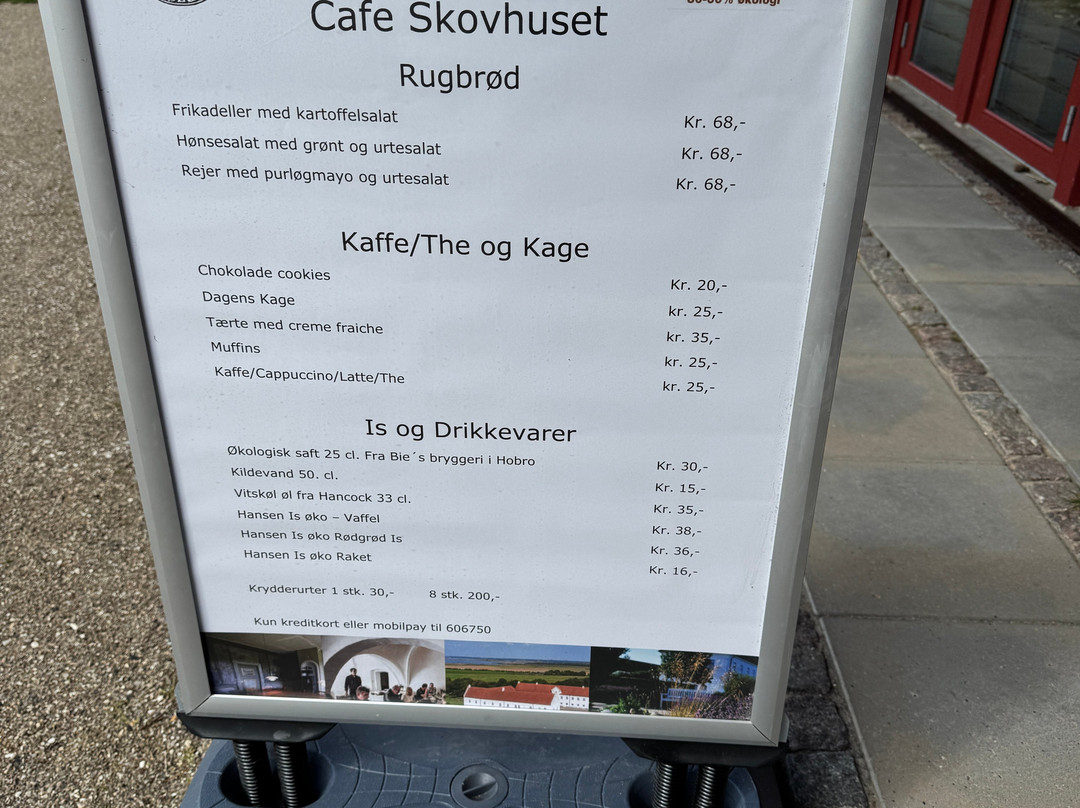 Cafe Skovhuset
Rugbrød
Frikadeller med kartoffelsalat Kr. 68,-
Hønsesalat med grønt og urtesalat Kr. 68,-
Rejer med purløgmayo og urtesalat Kr. 68,-
Kaffe/The og Kage
Chokolade cookies Kr. 20,-
Dagens Kage kr. 25,-
Tærte med creme fraiche kr. 35,-
Muffins kr. 25,-
Kaffe/Cappuccino/Latte/The kr. 25,-
Is og Drikkevarer
Økologisk saft 25 cl. Fra Bie´s bryggeri i Hobro Kr. 30,-
Kildevand 50. cl. Kr. 15,-
Vitskøl øl fra Hancock 33 cl. Kr. 35,-
Hansen Is øko – Vaffel Kr. 38,-
Hansen Is øko Rødgrød Is Kr. 36,-
Hansen Is øko Raket Kr. 16,-
Krydderurter 1 stk. 30,- 8 stk. 200,-
Kun kreditkort eller mobilpay til 606750